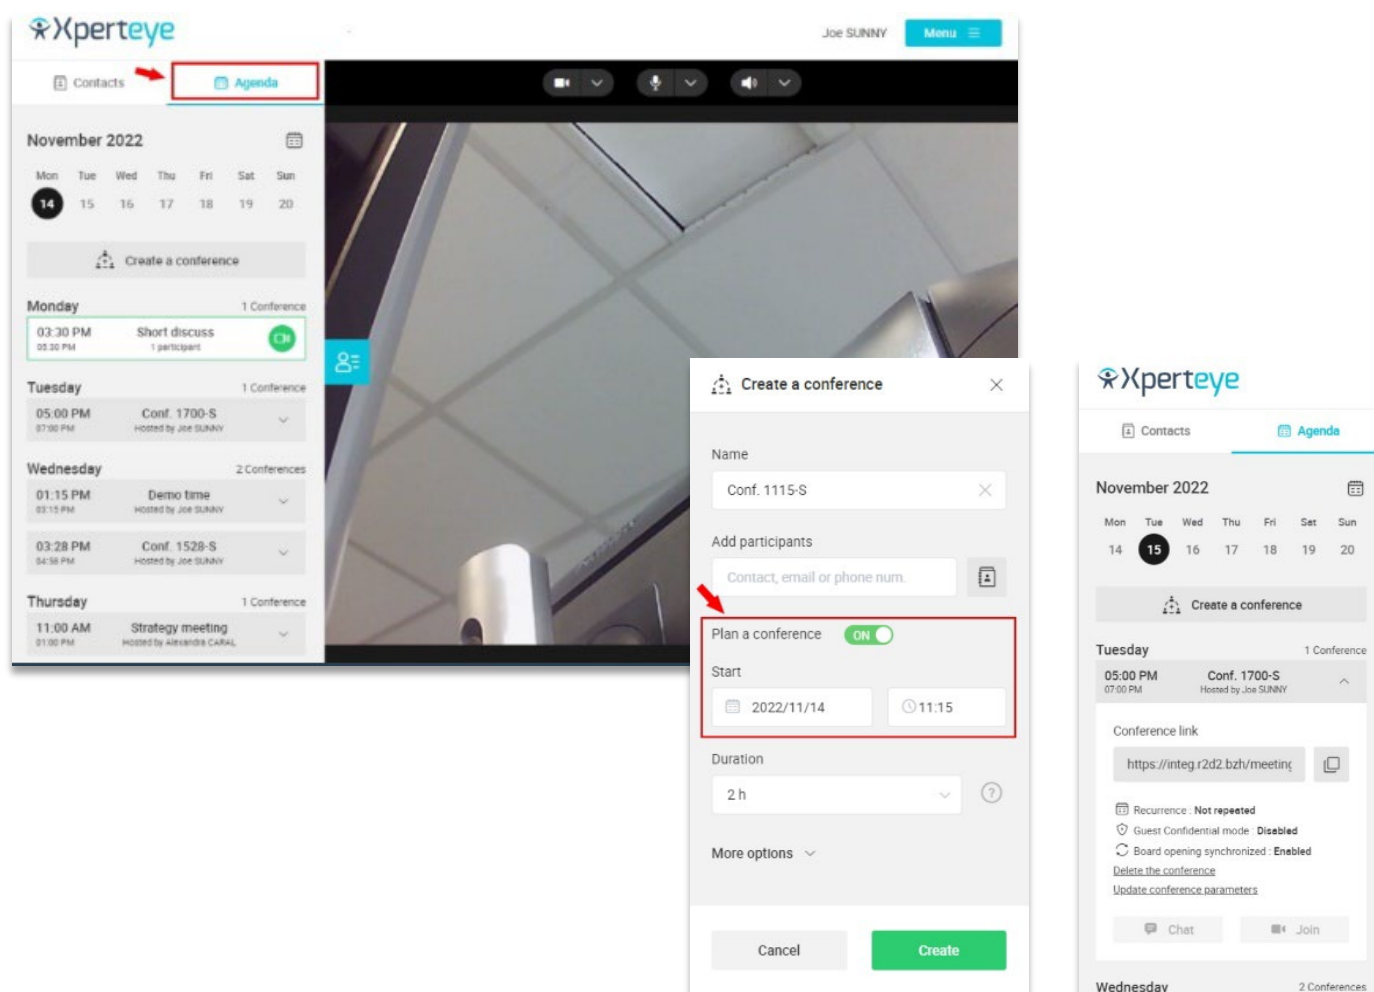 Xperteye
Joe SUNNY
Menu
Contacts
Agenda
November 2022
Mon Tue Wed Thu Fri Sat Sun
14 15 16 17 18 19 20
Create a conference
Monday 1 Conference
03:30 PM Short discuss
05:30 PM 1 participant
Tuesday 1 Conference
05:00 PM Conf. 1700-S
07:00 PM Hosted by Joe SUNNY
Wednesday 2 Conferences
01:15 PM Demo time
03:15 PM Hosted by Joe SUNNY
03:28 PM Conf. 1528-S
04:58 PM Hosted by Joe SUNNY
Thursday 1 Conference
11:00 AM Strategy meeting
01:00 PM Hosted by Alexandra CARAL
Create a conference
Name
Conf. 1115-S
Add participants
Contact, email or phone num.
Plan a conference ON
Start
2022/11/14 11:15
Duration
2 h
More options
Cancel Create
Xperteye
Contacts Agenda
November 2022
Mon Tue Wed Thu Fri Sat Sun
14 15 16 17 18 19 20
Create a conference
Tuesday 1 Conference
05:00 PM Conf. 1700-S
07:00 PM Hosted by Joe SUNNY
Conference link
https://integ.r2d2.bzh/meeting
Recurrence : Not repeated
Guest Confidential mode : Disabled
Board opening synchronized : Enabled
Delete the conference
Update conference parameters
Chat Join
Wednesday 2 Conferences